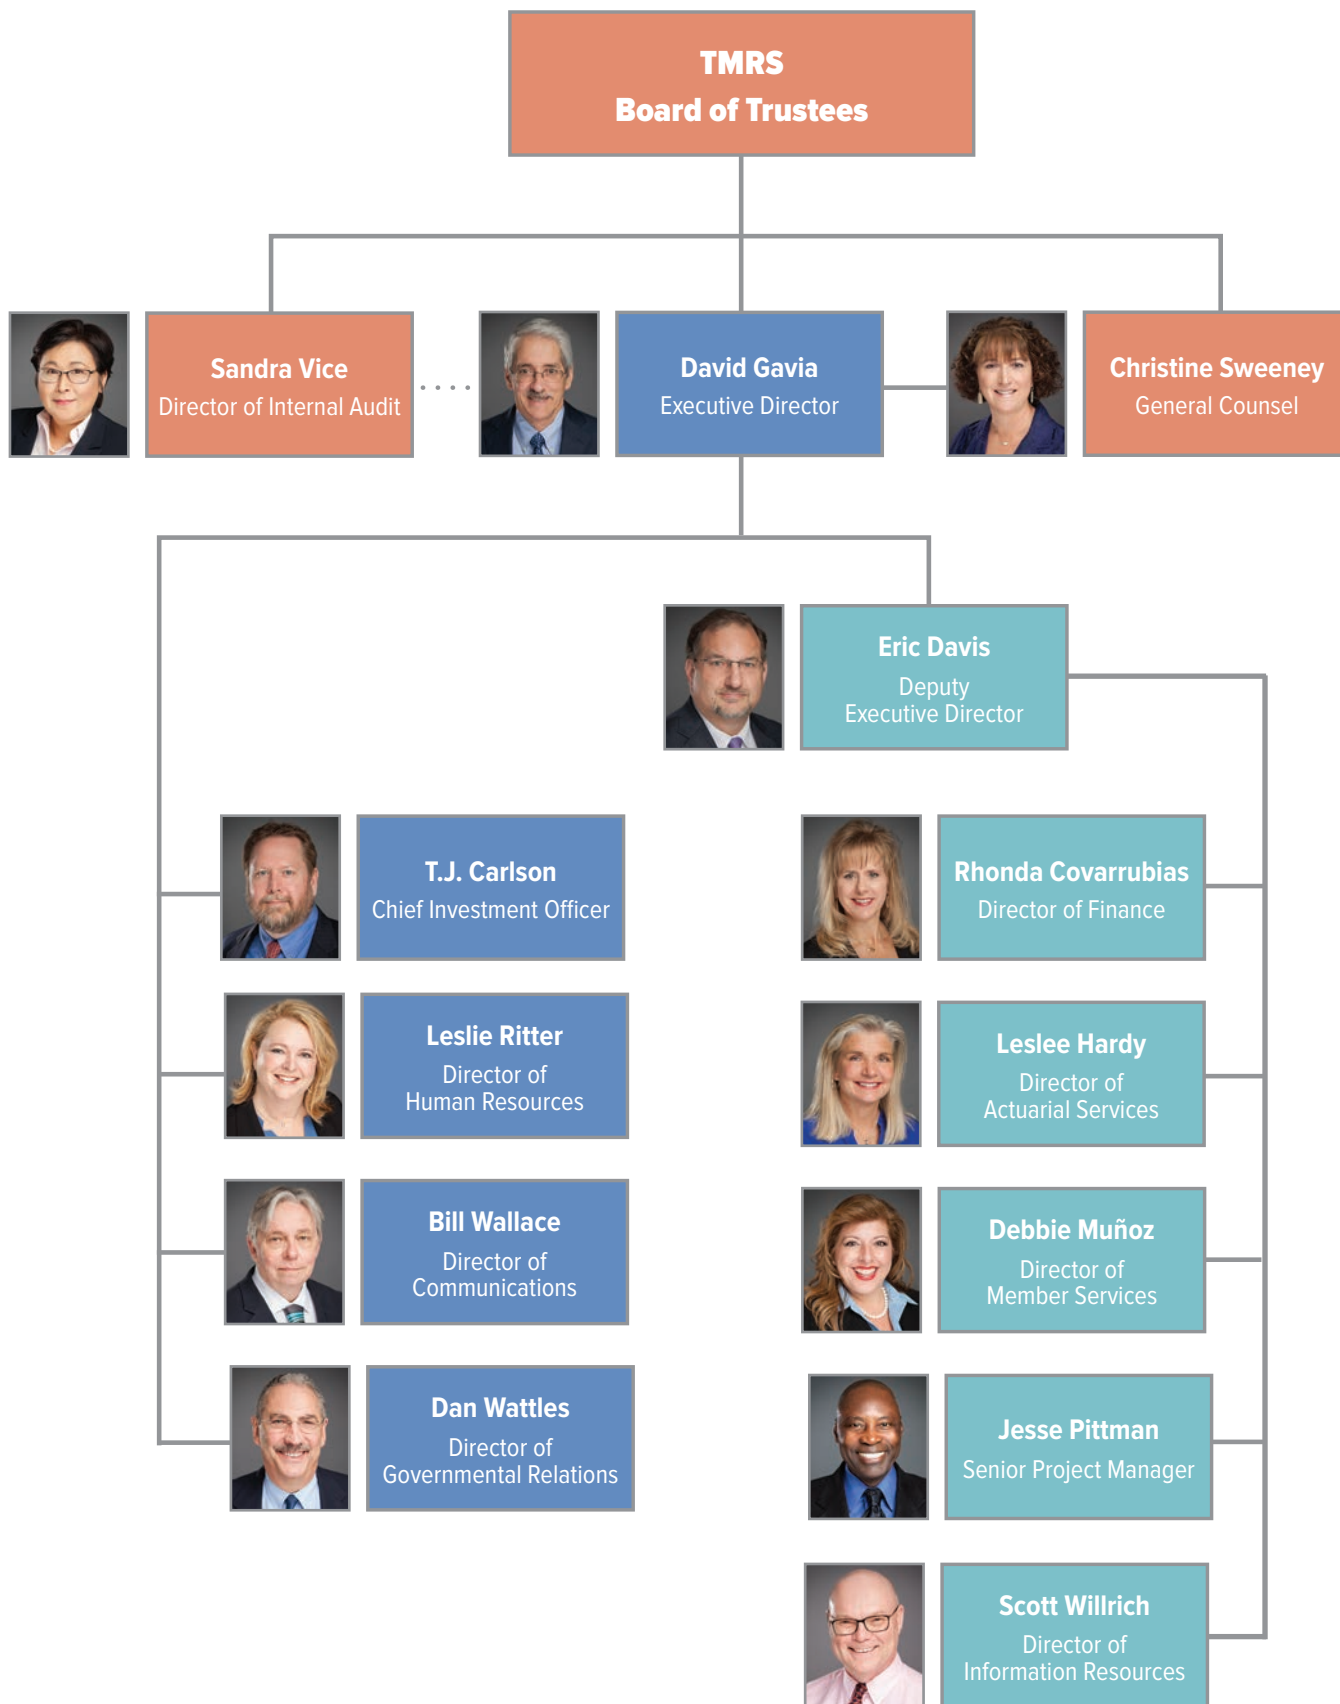 TMRS
Board of Trustees
Sandra Vice
Director of Internal Audit
David Gavia
Executive Director
Christine Sweeney
General Counsel
Eric Davis
Deputy
Executive Director
T.J. Carlson
Chief Investment Officer
Rhonda Covarrubias
Director of Finance
Leslie Ritter
Director of
Human Resources
Leslee Hardy
Director of
Actuarial Services
Bill Wallace
Director of
Communications
Debbie Muñoz
Director of
Member Services
Dan Wattles
Director of
Governmental Relations
Jesse Pittman
Senior Project Manager
Scott Willrich
Director of
Information Resources